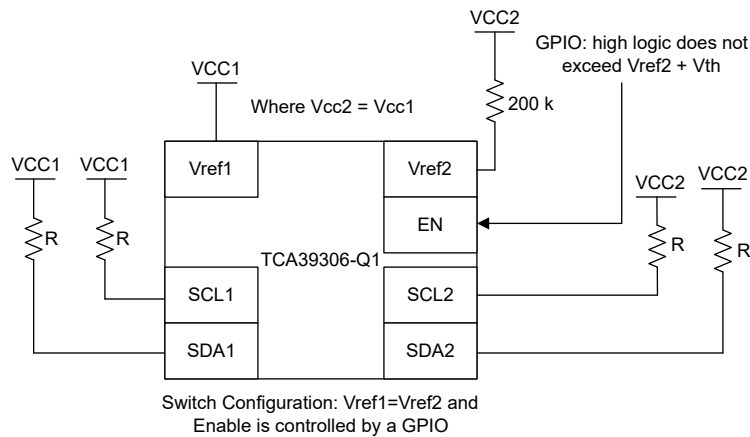 VCC2
GPIO: high logic does not
exceed Vref2 + Vth
VCC1
Where Vcc2 = Vcc1
200 k
VCC1
VCC1
Vref1
Vref2
VCC2
VCC2
EN
R
R
R
R
TCA39306-Q1
SCL1
SCL2
SDA1
SDA2
Switch Configuration: Vref1=Vref2 and
Enable is controlled by a GPIO